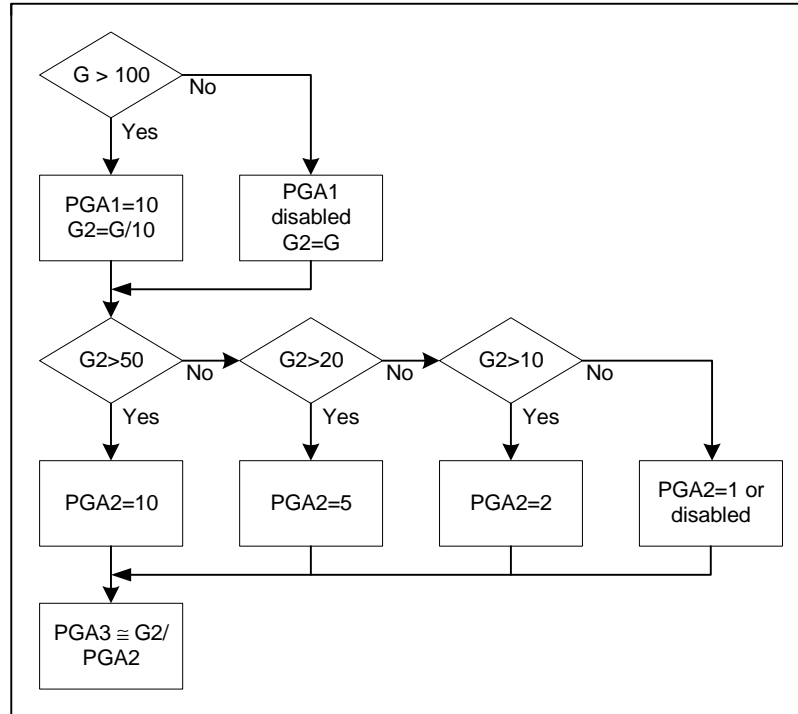 G > 100
No
Yes
PGA1=10
G2=G/10
PGA1
disabled
G2=G
G2>50
No
G2>20
No
G2>10
No
Yes
Yes
Yes
PGA2=10
PGA2=5
PGA2=2
PGA2=1 or
disabled
PGA3 ≅ G2/
PGA2